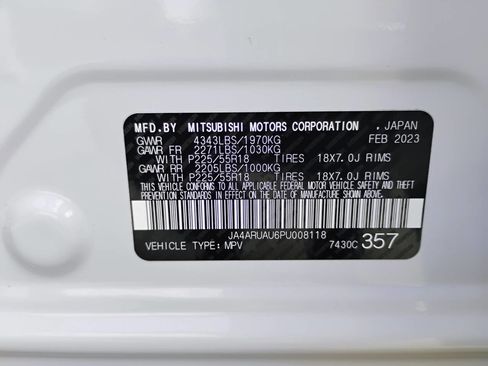 MFD.BY MITSUBISHI MOTORS CORPORATION , JAPAN
GVWR 4343LBS/1970KG FEB 2023
GAWR FR 2271LBS/1030KG
WITH P225/55R18 TIRES 18X7.0J RIMS
GAWR RR 2205LBS/1000KG
WITH P225/55R18 TIRES 18X7.0J RIMS
THIS VEHICLE CONFORMS TO ALL APPLICABLE FEDERAL MOTOR VEHICLE SAFETY AND
THEFT PREVENTION STANDARDS IN EFFECT ON THE DATE OF MANUFACTURE SHOWN ABOVE.
JA4ARUAU6PU008118
VEHICLE TYPE: MPV 7430C 357